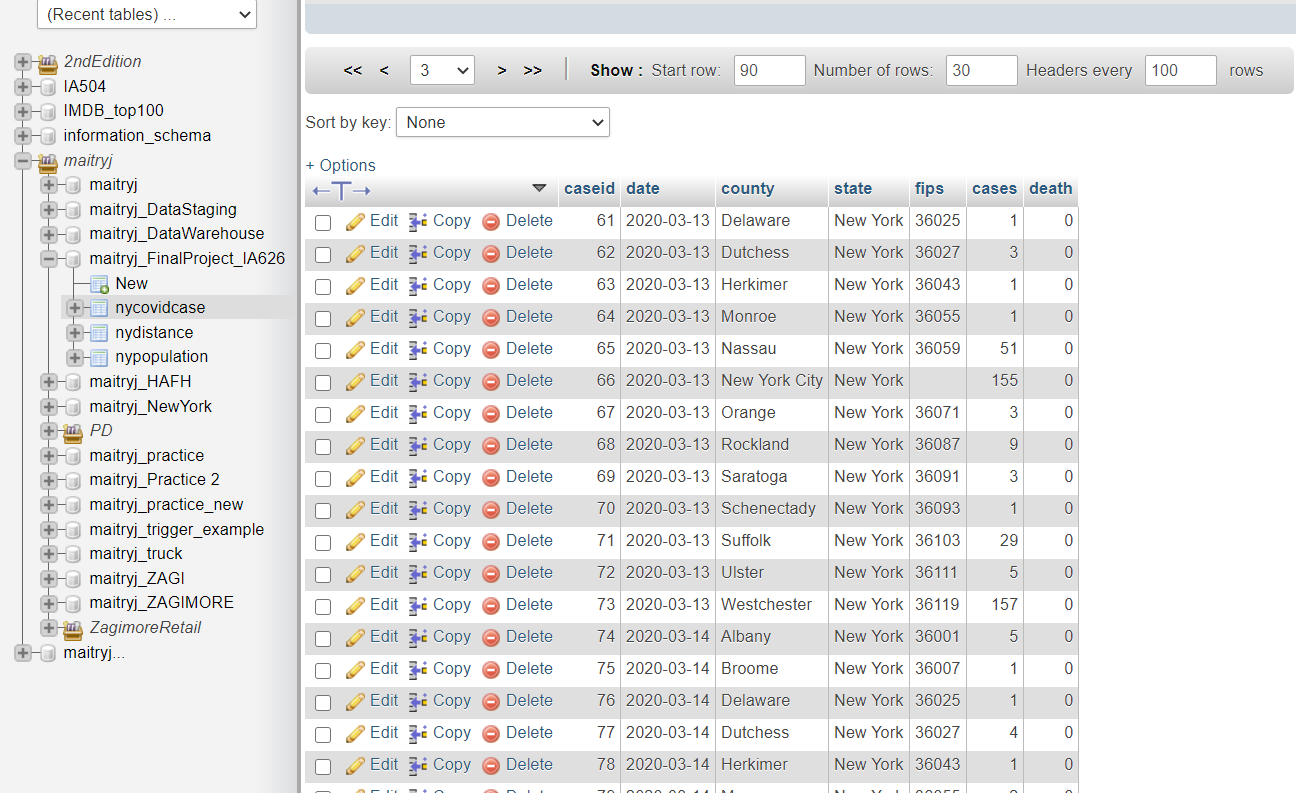 (Recent tables) ...
2ndEdition
IA504
IMDB_top100
information_schema
maitryj
maitryj
maitryj_DataStaging
maitryj_DataWarehouse
maitryj_FinalProject_IA626
New
nycovidcase
nydistance
nypopulation
maitryj_HAFH
maitryj_NewYork
PD
maitryj_practice
maitryj_Practice 2
maitryj_practice_new
maitryj_trigger_example
maitryj_truck
maitryj_ZAGI
maitryj_ZAGIMORE
ZagimoreRetail
maitryj...
<< < 3 > >> Show : Start row: 90 Number of rows: 30 Headers every 100 rows
Sort by key: None
+ Options
←T→ caseid date county state fips cases death
Edit Copy Delete 61 2020-03-13 Delaware New York 36025 1 0
Edit Copy Delete 62 2020-03-13 Dutchess New York 36027 3 0
Edit Copy Delete 63 2020-03-13 Herkimer New York 36043 1 0
Edit Copy Delete 64 2020-03-13 Monroe New York 36055 1 0
Edit Copy Delete 65 2020-03-13 Nassau New York 36059 51 0
Edit Copy Delete 66 2020-03-13 New York City New York 155 0
Edit Copy Delete 67 2020-03-13 Orange New York 36071 3 0
Edit Copy Delete 68 2020-03-13 Rockland New York 36087 9 0
Edit Copy Delete 69 2020-03-13 Saratoga New York 36091 3 0
Edit Copy Delete 70 2020-03-13 Schenectady New York 36093 1 0
Edit Copy Delete 71 2020-03-13 Suffolk New York 36103 29 0
Edit Copy Delete 72 2020-03-13 Ulster New York 36111 5 0
Edit Copy Delete 73 2020-03-13 Westchester New York 36119 157 0
Edit Copy Delete 74 2020-03-14 Albany New York 36001 5 0
Edit Copy Delete 75 2020-03-14 Broome New York 36007 1 0
Edit Copy Delete 76 2020-03-14 Delaware New York 36025 1 0
Edit Copy Delete 77 2020-03-14 Dutchess New York 36027 4 0
Edit Copy Delete 78 2020-03-14 Herkimer New York 36043 1 0